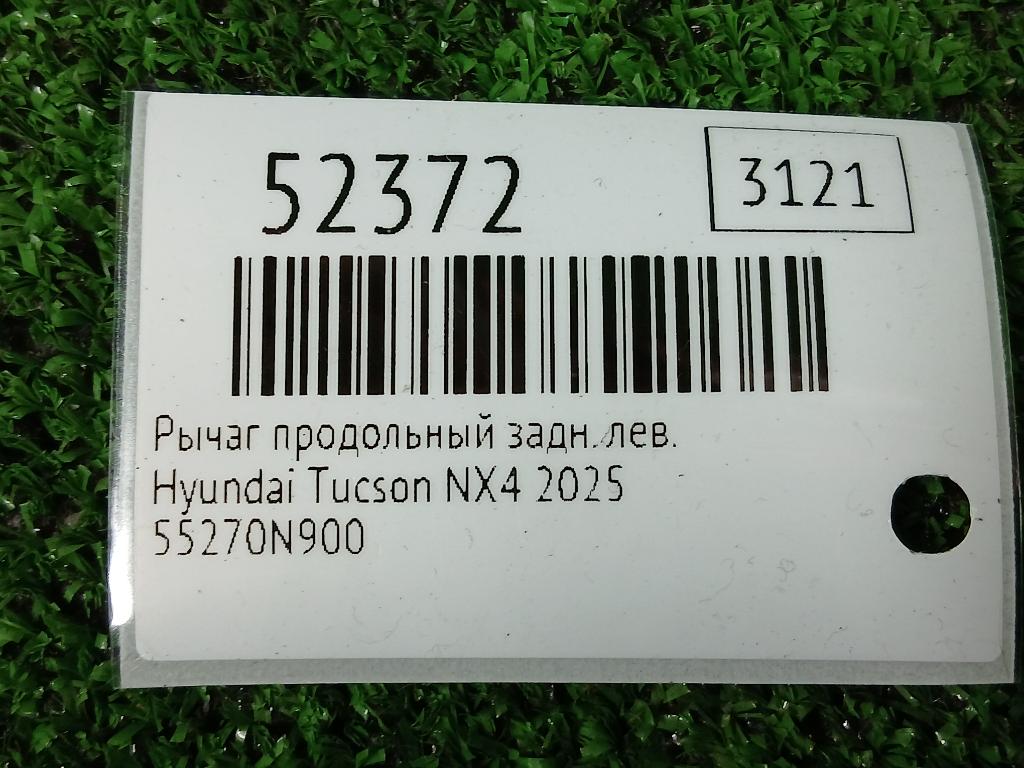 52372
3121
Рычаг продольный задн. лев.
Hyundai Tucson NX4 2025
55270N900